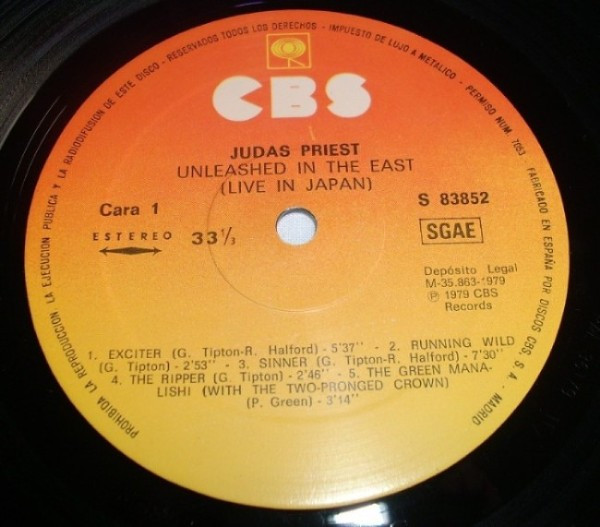 PROHIBIDA LA REPRODUCCION LA EJECUCION PUBLICA Y LA RADIODIFUSION DE ESTE DISCO - RESERVADOS TODOS LOS DERECHOS - IMPUESTO DE LUJO A METALICO - PERMISO NUM. 7053
FABRICADO EN ESPAÑA POR DISCOS CBS, S. A. - MADRID
CBS
JUDAS PRIEST
UNLEASHED IN THE EAST
(LIVE IN JAPAN)
Cara 1
S 83852
ESTEREO
33⅓
SGAE
Depósito Legal
M-35.863-1979
Ⓟ 1979 CBS
Records
1. EXCITER (G. Tipton-R. Halford) - 5'37'' - 2. RUNNING WILD
(G. Tipton) - 2'53'' - 3. SINNER (G. Tipton-R. Halford) - 7'30''
- 4. THE RIPPER (G. Tipton) - 2'46'' - 5. THE GREEN MANA-
LISHI (WITH THE TWO-PRONGED CROWN)
(P. Green) - 3'14''